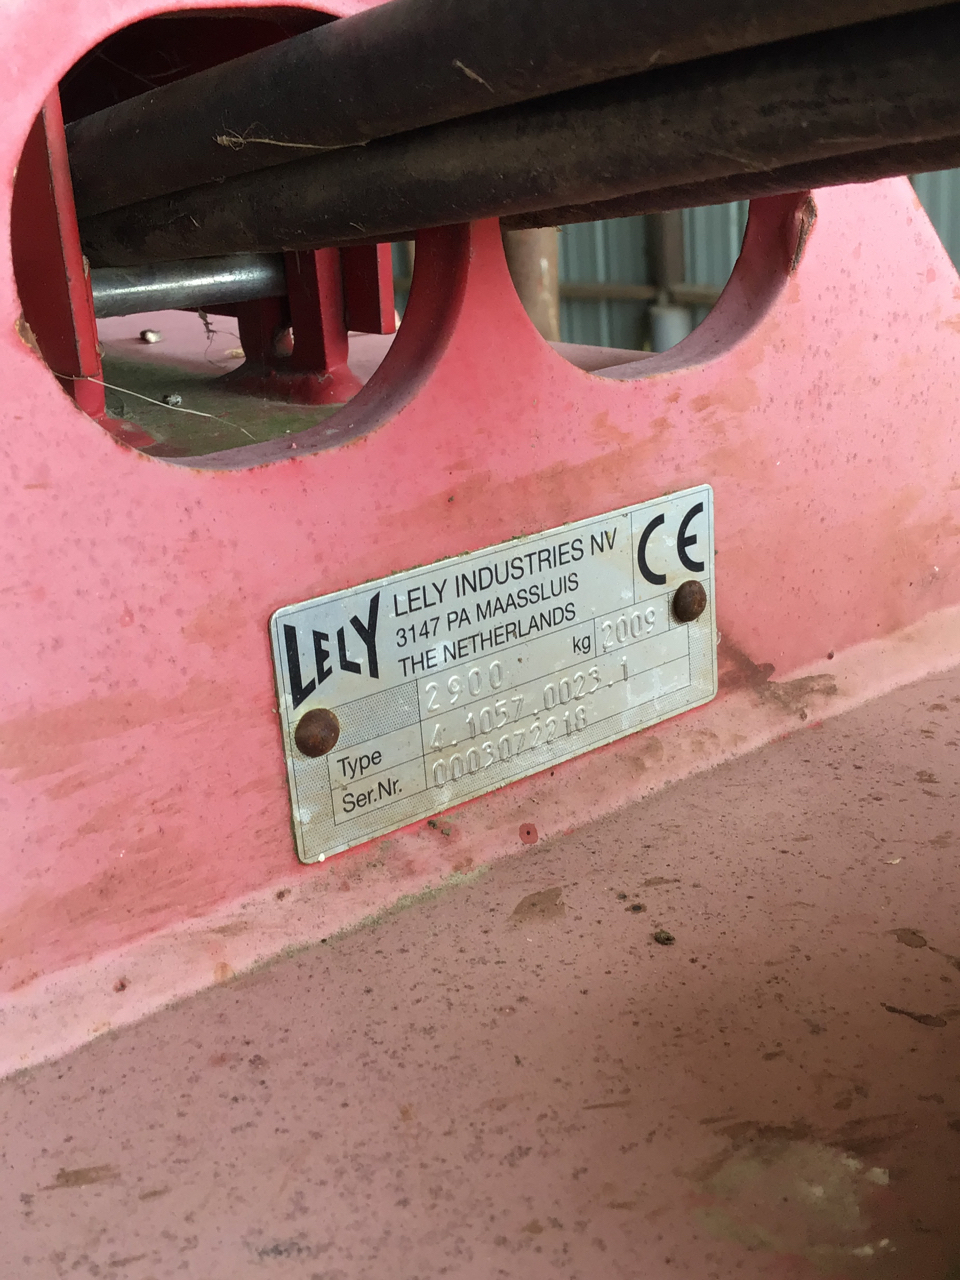 LELY
LELY INDUSTRIES NV
3147 PA MAASSLUIS
THE NETHERLANDS
CE
2900 kg 2009
Type 4.1057.0023.1
Ser.Nr. 0003072218